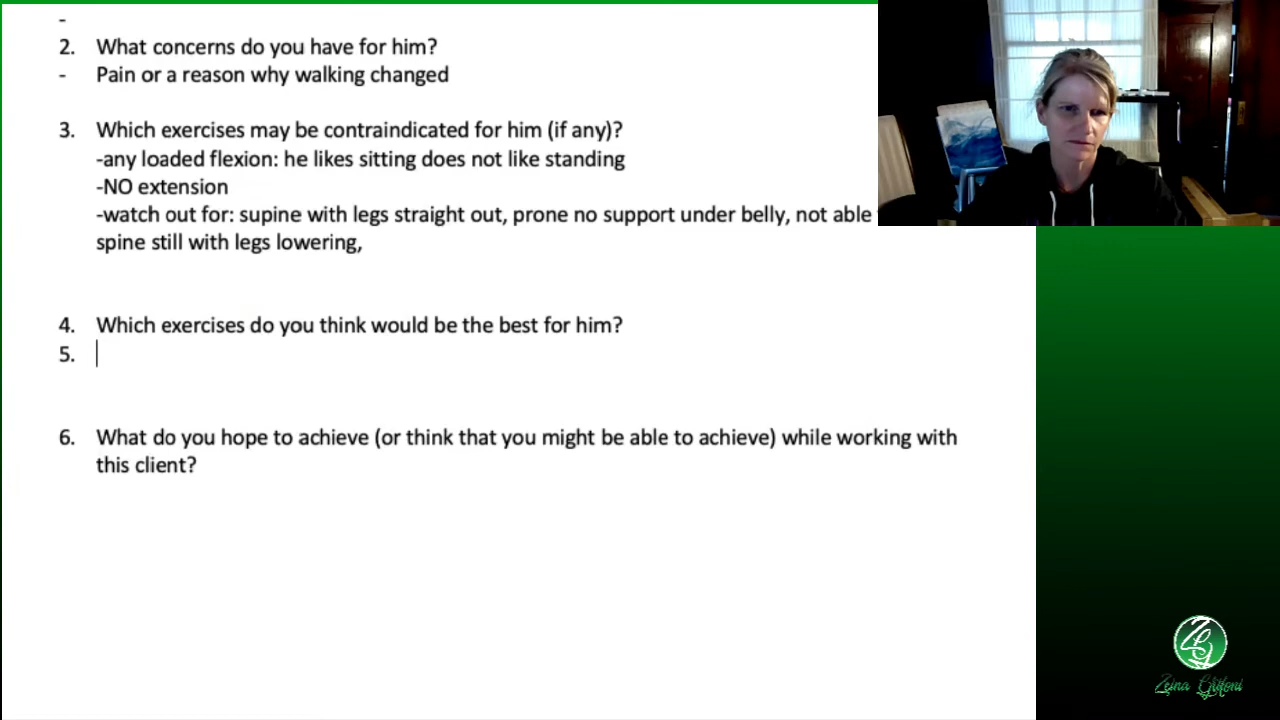 -
2. What concerns do you have for him?
- Pain or a reason why walking changed
3. Which exercises may be contraindicated for him (if any)?
-any loaded flexion: he likes sitting does not like standing
-NO extension
-watch out for: supine with legs straight out, prone no support under belly, not able
spine still with legs lowering,
4. Which exercises do you think would be the best for him?
5.
6. What do you hope to achieve (or think that you might be able to achieve) while working with
this client?
ZG
Zeina Grifoni